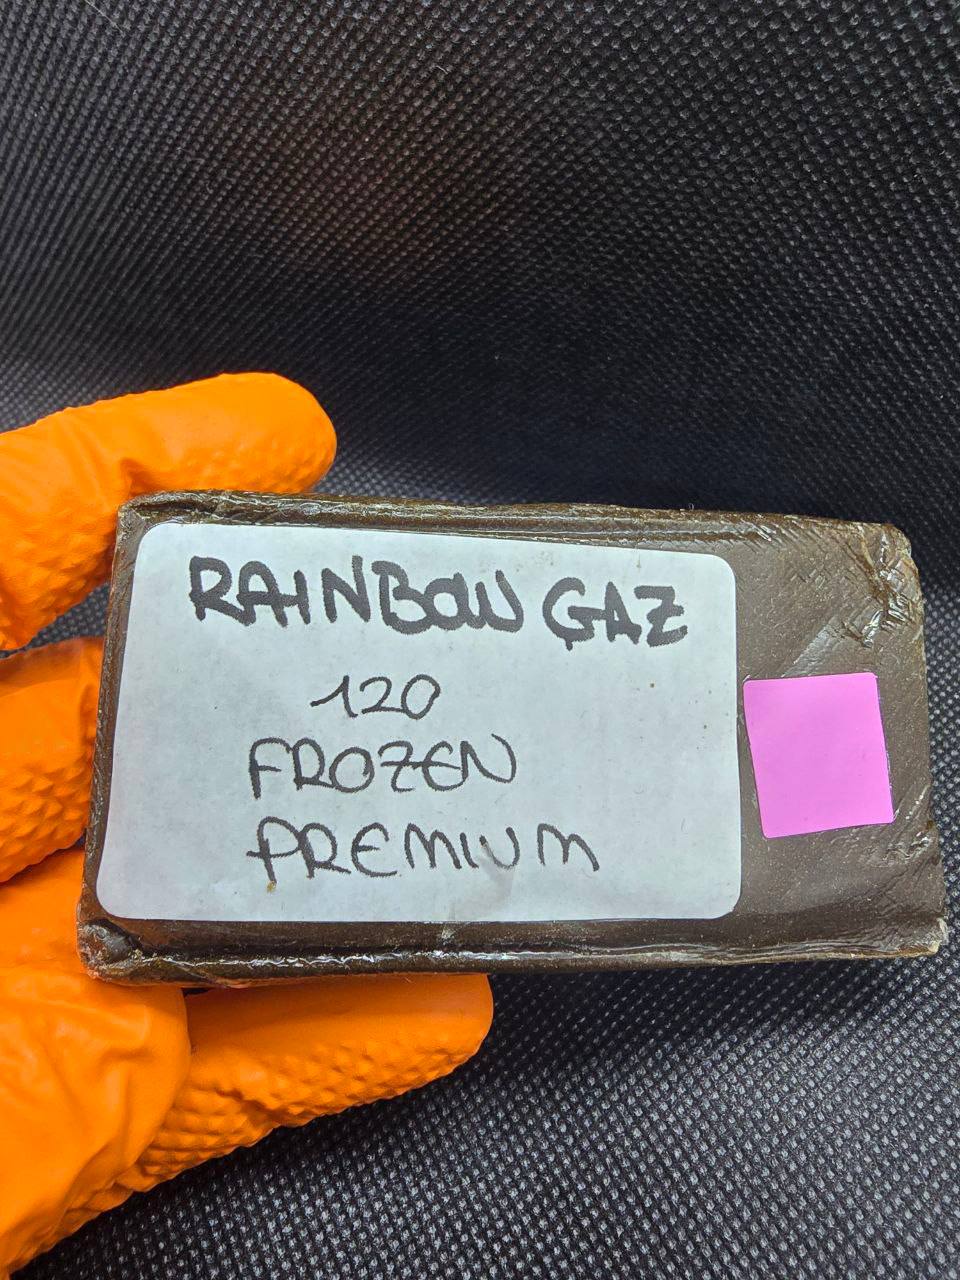 RAINBOW GAZ
120
FROZEN
PREMIUM